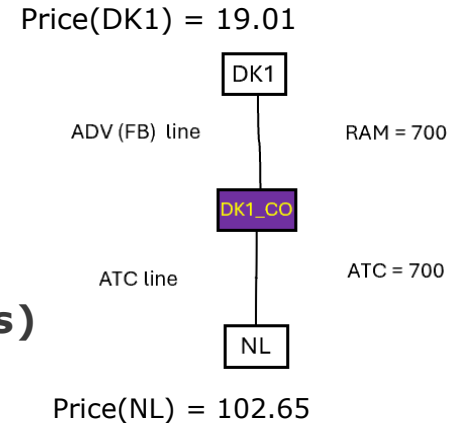 Price(DK1) = 19.01
DK1
ADV (FB) line
RAM = 700
DK1_CO
ATC line
ATC = 700
s)
NL
Price(NL) = 102.65